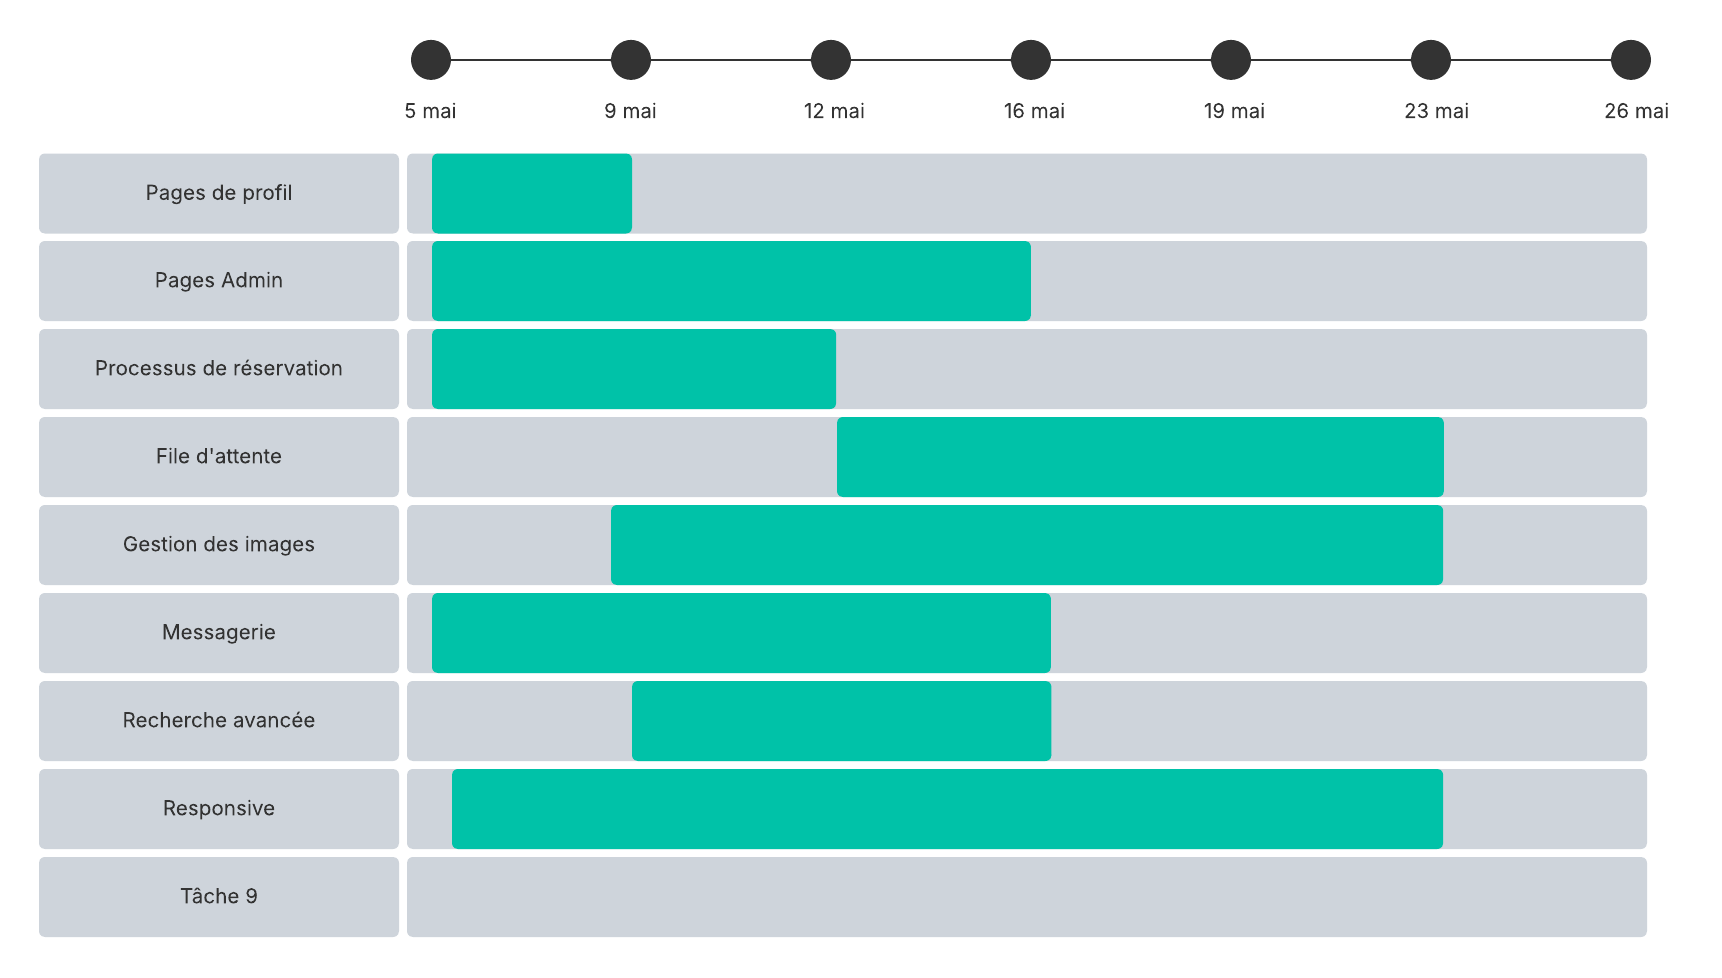 5 mai
9 mai
12 mai
16 mai
19 mai
23 mai
26 mai
Pages de profil
Pages Admin
Processus de réservation
File d'attente
Gestion des images
Messagerie
Recherche avancée
Responsive
Tâche 9